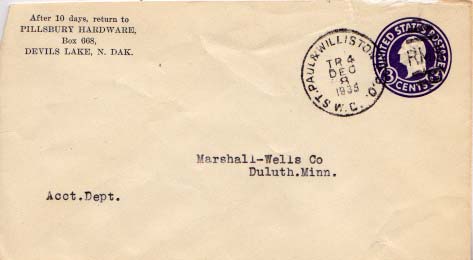 After 10 days, return to
PILLSBURY HARDWARE,
Box 668,
DEVILS LAKE, N. DAK.
ST. PAUL & WILLISTON
TR 4
DEC
8
1935
W.D.
UNITED STATES POSTAGE
3 CENTS 3
Marshall-Wells Co
Duluth.Minn.
Acct.Dept.